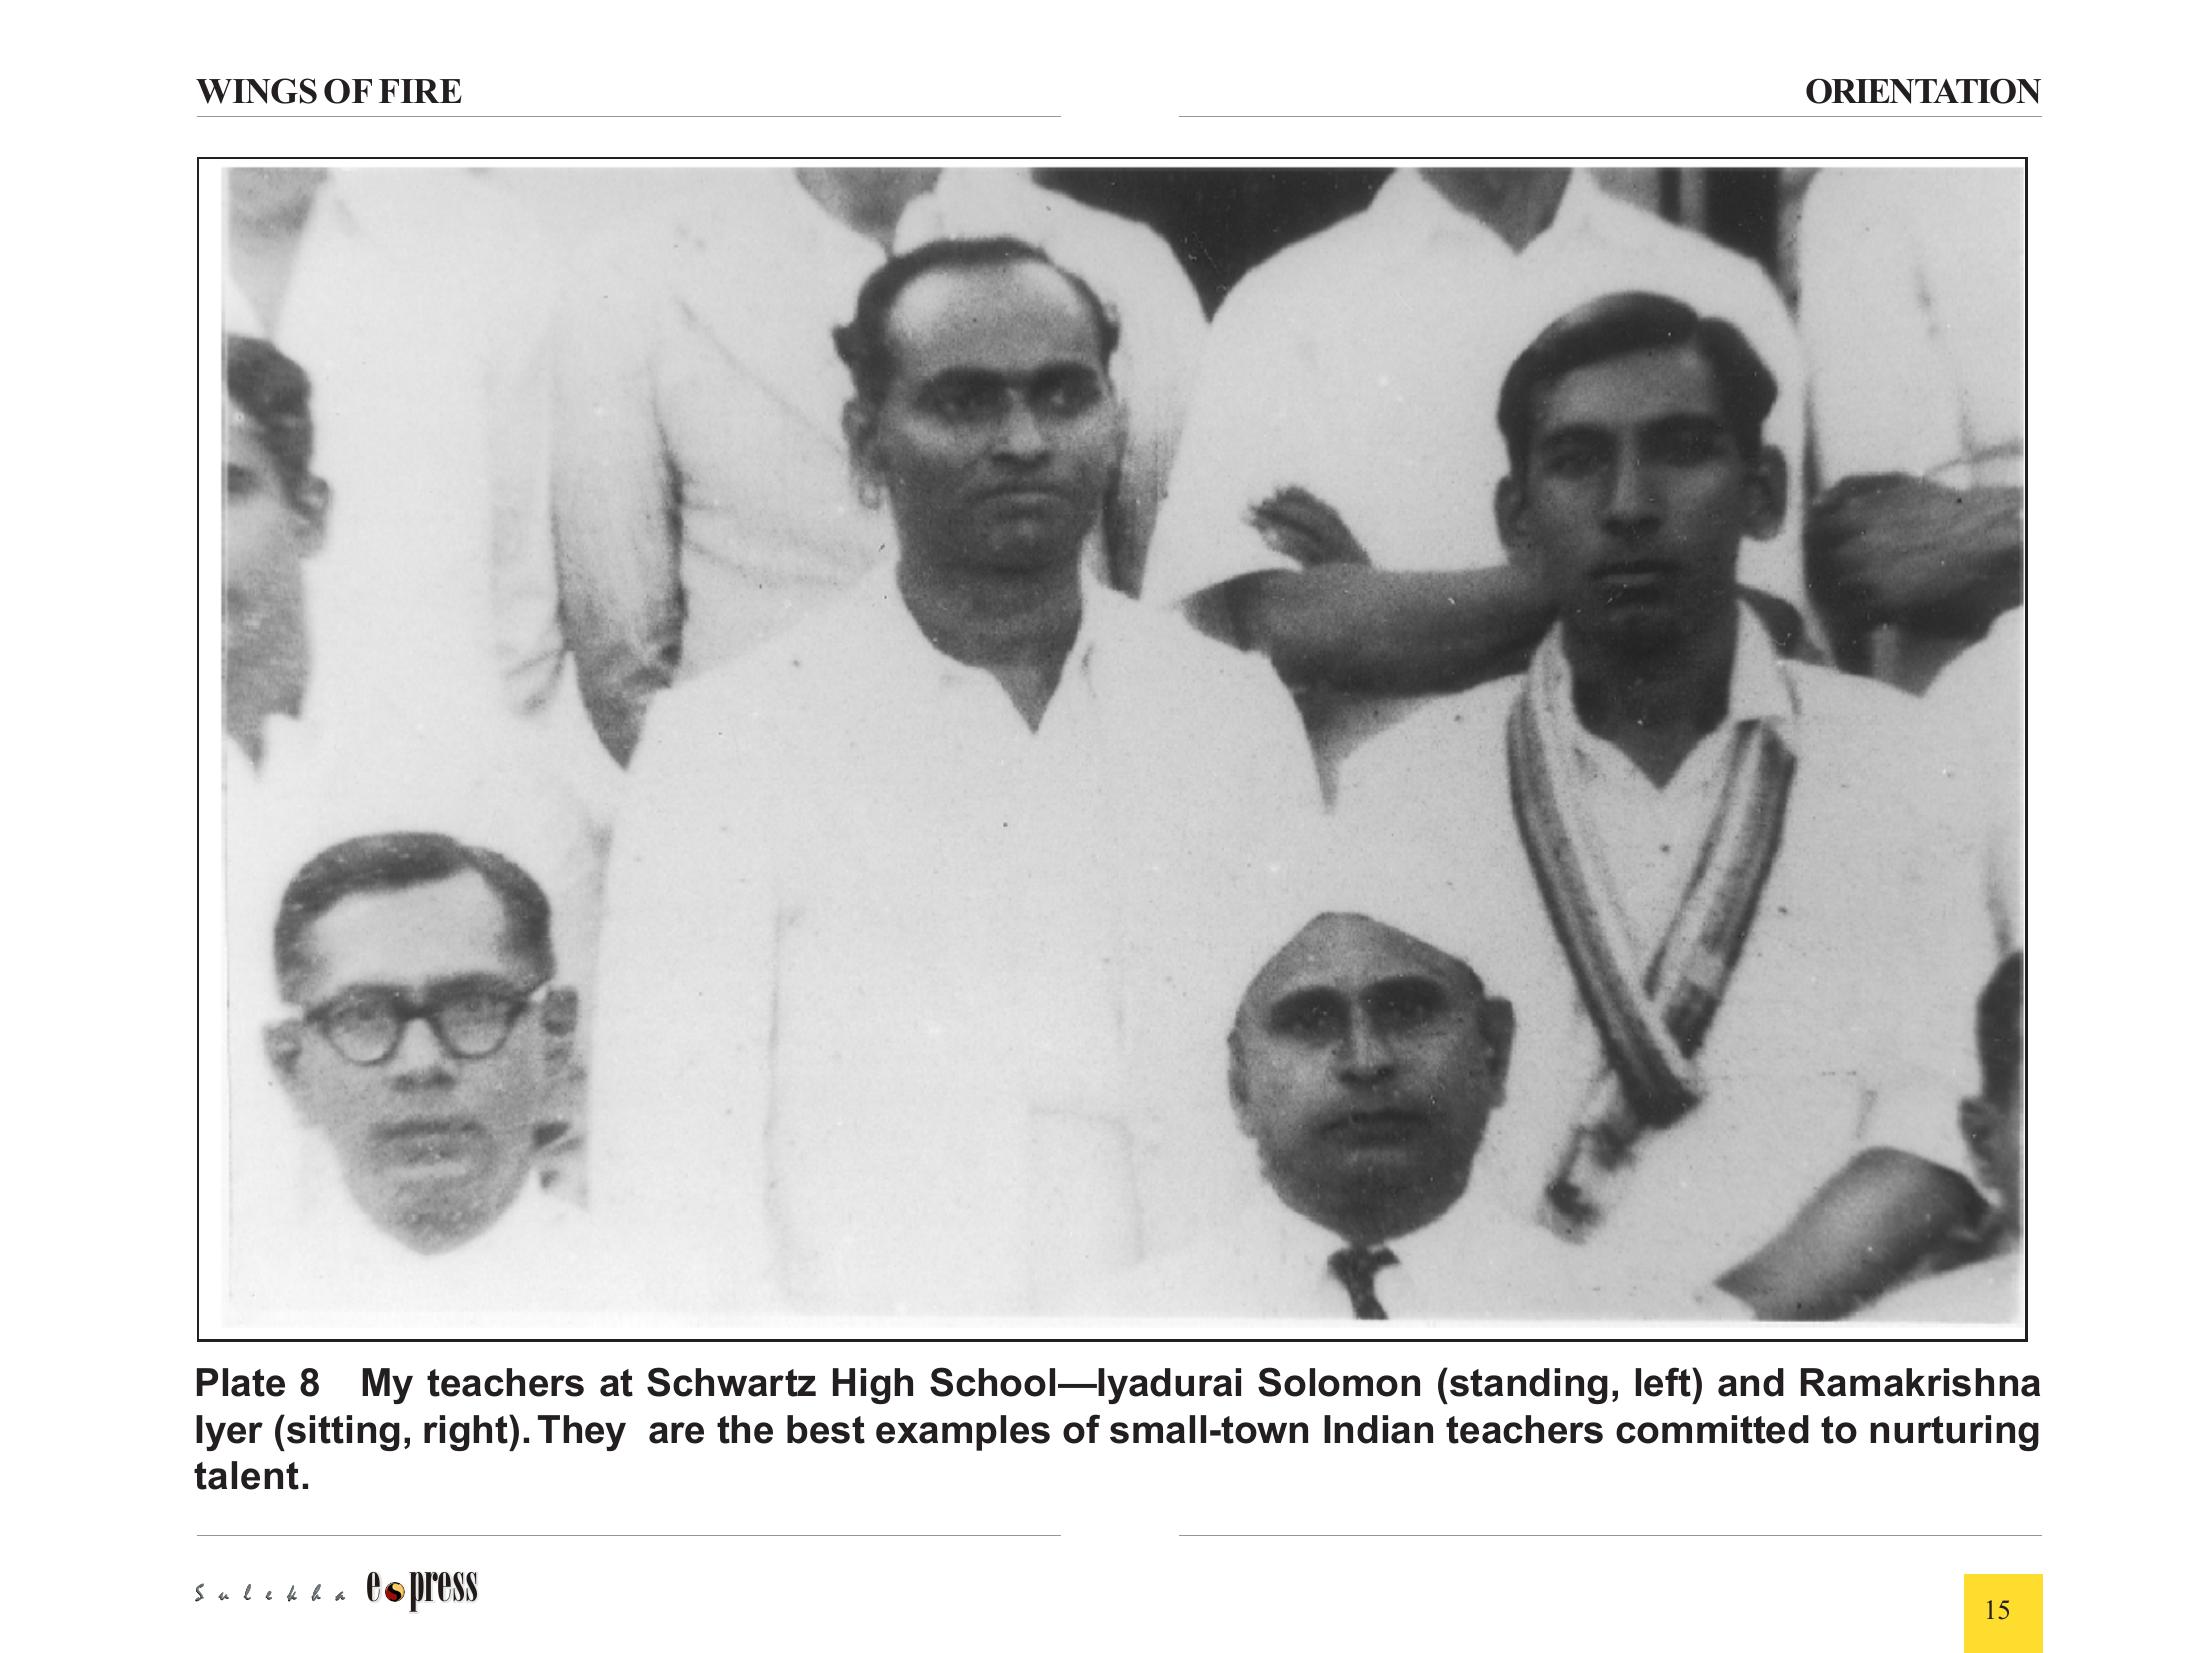 WINGS OF FIRE
ORIENTATION
Plate 8 My teachers at Schwartz High School—Iyadurai Solomon (standing, left) and Ramakrishna
Iyer (sitting, right). They are the best examples of small-town Indian teachers committed to nurturing
talent.
Sulekha e press
15